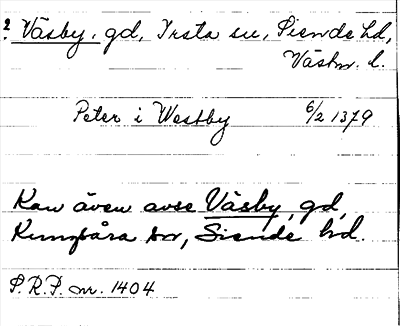 ? Väsby, gd, Irsta sn, Siende hd,
Västm. l.
Peter i Westby 6/2 1379
Kan även avse Väsby, gd,
Kungsåra sn, Siende hd.
S.R.P. nr. 1404